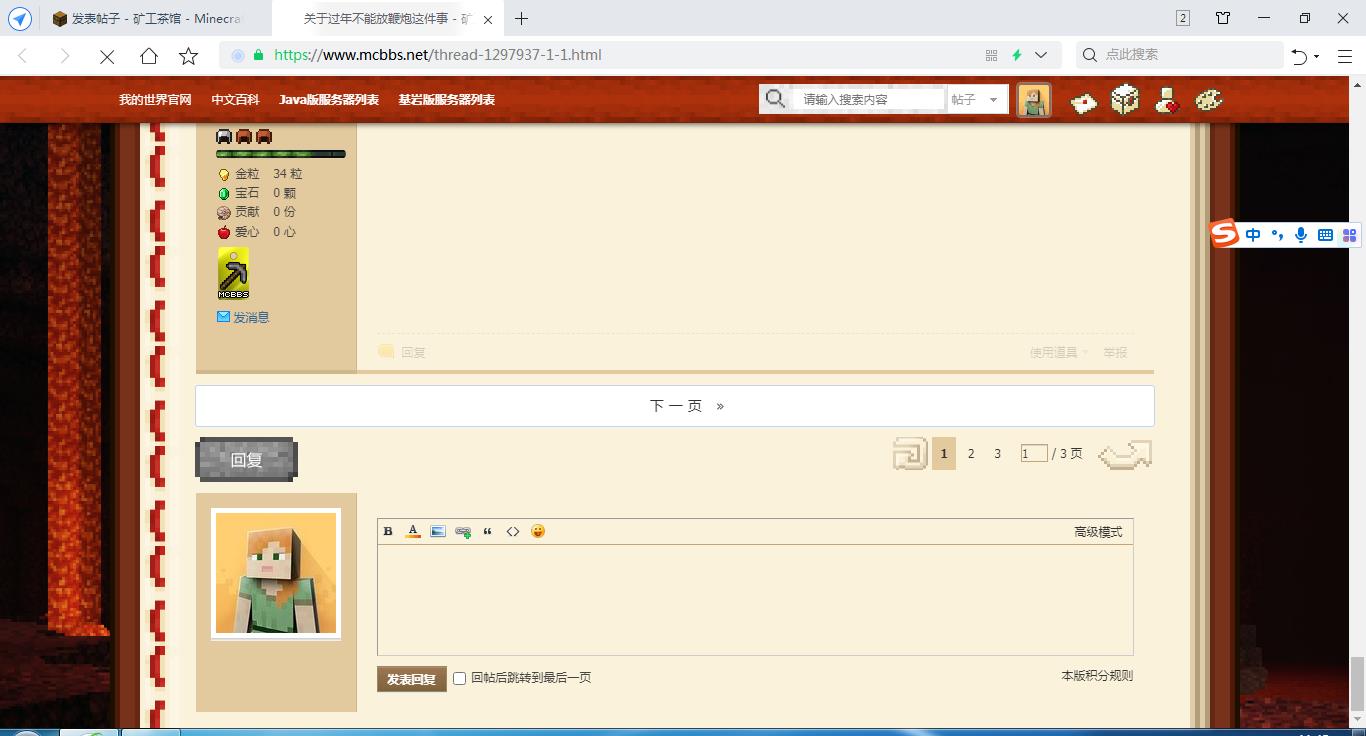 发表帖子 - 矿工茶馆 - Minecra
关于过年不能放鞭炮这件事 - 矿
2
https://www.mcbbs.net/thread-1297937-1-1.html
点此搜索
我的世界官网 中文百科 Java版服务器列表 基岩版服务器列表
请输入搜索内容 帖子
金粒 34 粒
宝石 0 颗
贡献 0 份
爱心 0 心
MCBBS
发消息
中
回复 使用道具 举报
下一页 »
回复
1 2 3 1 / 3 页
B A “ <> 高级模式
发表回复 回帖后跳转到最后一页 本版积分规则